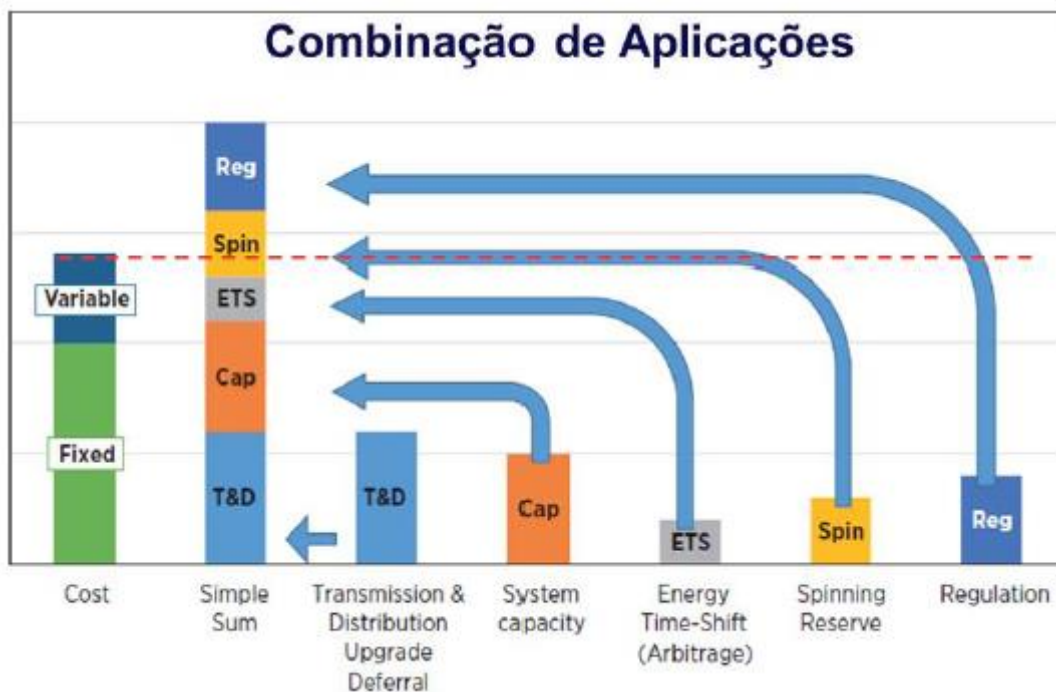 Combinação de Aplicações
Reg
Spin
ETS
Cap
T&D
Variable
Fixed
T&D
Cap
ETS
Spin
Reg
Cost
Simple
Sum
Transmission &
Distribution
Upgrade
Deferral
System
capacity
Energy
Time-Shift
(Arbitrage)
Spinning
Reserve
Regulation